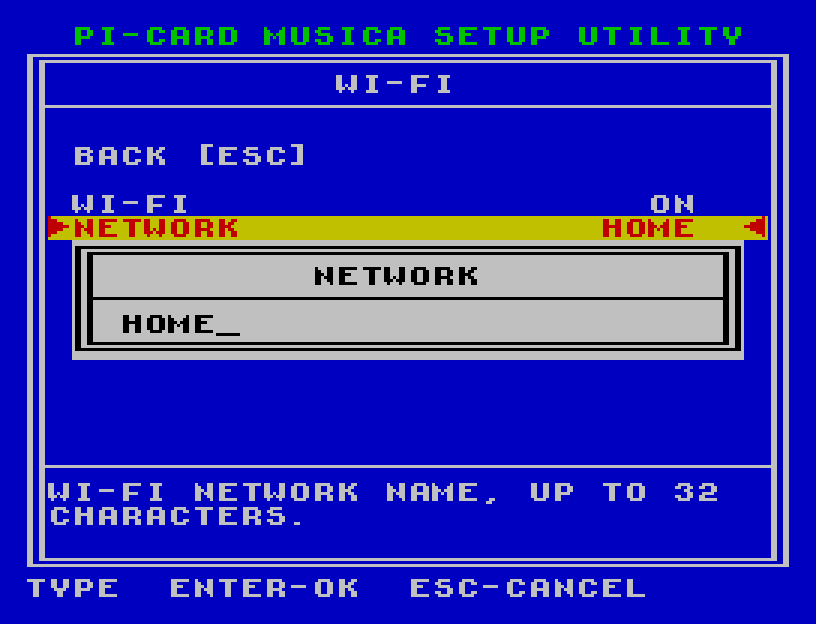 PI-CARD MUSICA SETUP UTILITY
WI-FI
BACK [ESC]
WI-FI ON
NETWORK HOME
NETWORK
HOME_
WI-FI NETWORK NAME, UP TO 32
CHARACTERS.
TYPE ENTER-OK ESC-CANCEL